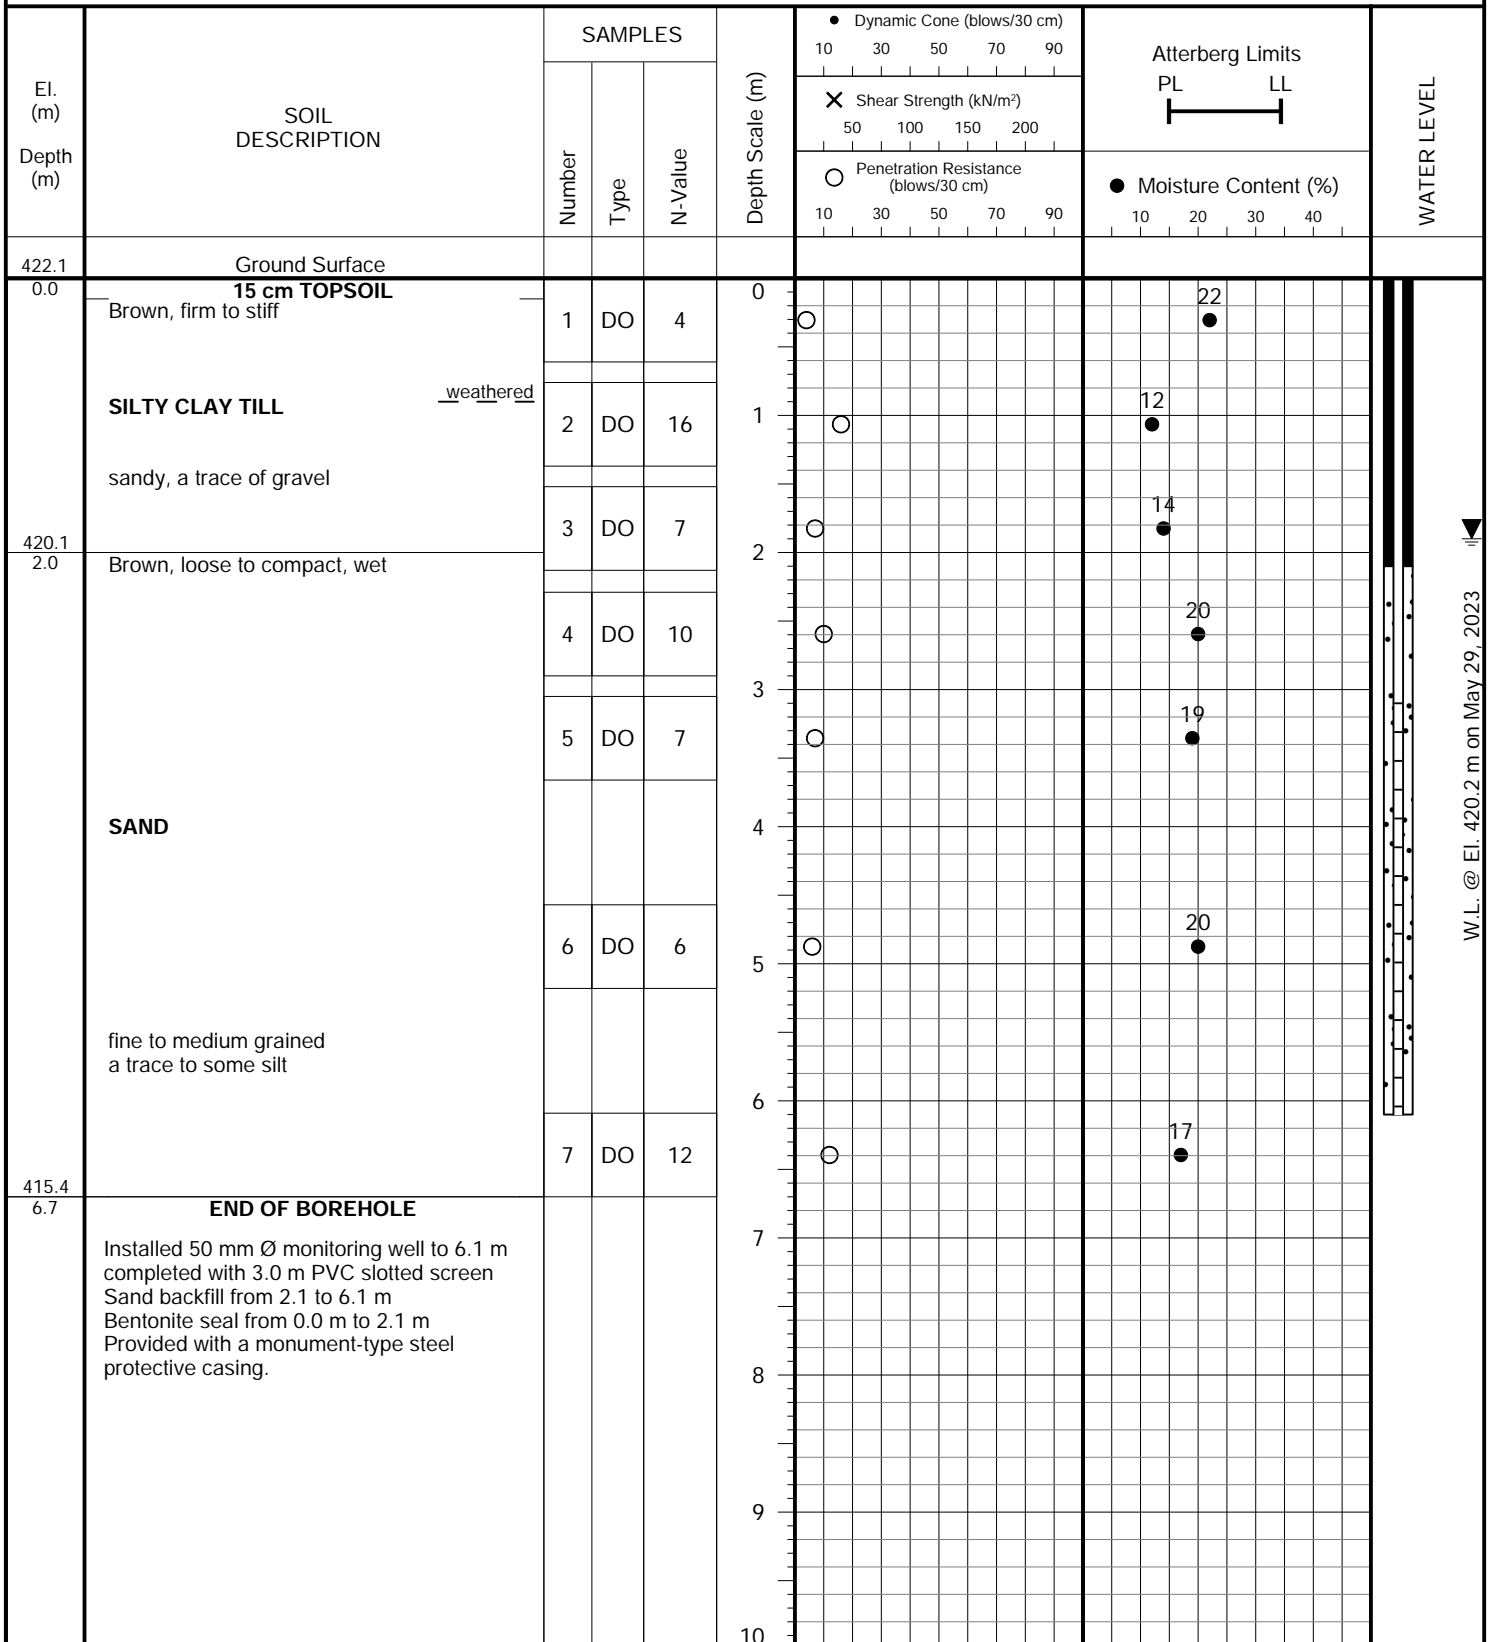 El.
(m)
Depth
(m)
SOIL
DESCRIPTION
SAMPLES
Number
Type
N-Value
Depth Scale (m)
Dynamic Cone (blows/30 cm)
10 30 50 70 90
Shear Strength (kN/m²)
50 100 150 200
Penetration Resistance
(blows/30 cm)
10 30 50 70 90
Atterberg Limits
PL LL
Moisture Content (%)
10 20 30 40
WATER LEVEL
422.1
Ground Surface
0.0
15 cm TOPSOIL
Brown, firm to stiff
weathered
SILTY CLAY TILL
sandy, a trace of gravel
420.1
2.0
Brown, loose to compact, wet
SAND
fine to medium grained
a trace to some silt
415.4
6.7
END OF BOREHOLE
Installed 50 mm Ø monitoring well to 6.1 m
completed with 3.0 m PVC slotted screen
Sand backfill from 2.1 to 6.1 m
Bentonite seal from 0.0 m to 2.1 m
Provided with a monument-type steel
protective casing.
1 DO 4
2 DO 16
3 DO 7
4 DO 10
5 DO 7
6 DO 6
7 DO 12
0
1
2
3
4
5
6
7
8
9
10
22
12
14
20
19
20
17
W.L. @ El. 420.2 m on May 29, 2023